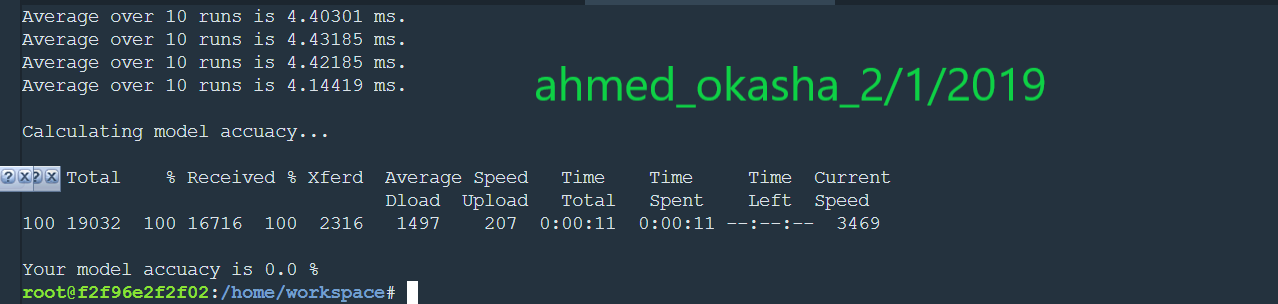 Average over 10 runs is 4.40301 ms.
Average over 10 runs is 4.43185 ms.
Average over 10 runs is 4.42185 ms.
Average over 10 runs is 4.14419 ms.
ahmed_okasha_2/1/2019
Calculating model accuacy...
? x ? x Total % Received % Xferd Average Speed Time Time Time Current
Dload Upload Total Spent Left Speed
100 19032 100 16716 100 2316 1497 207 0:00:11 0:00:11 --:--:-- 3469
Your model accuacy is 0.0 %
root@f2f96e2f2f02:/home/workspace#